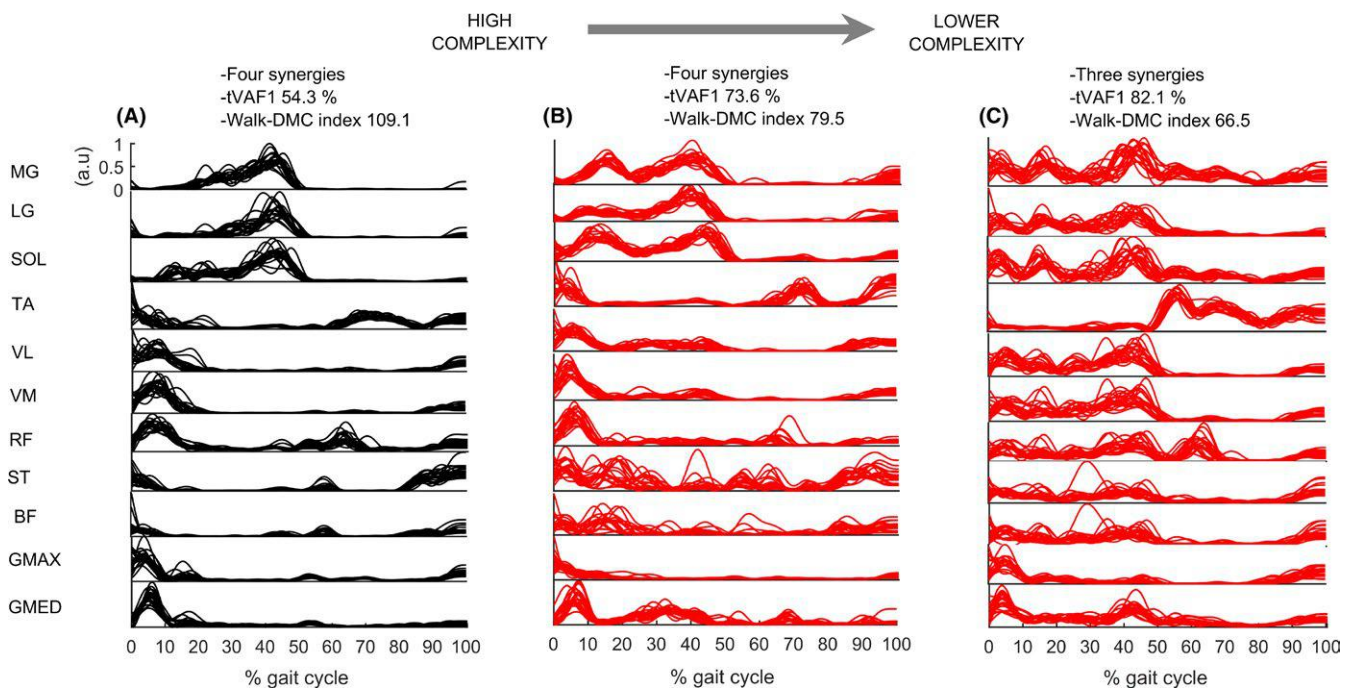 HIGH
COMPLEXITY
LOWER
COMPLEXITY
-Four synergies
-tVAF1 54.3 %
-Walk-DMC index 109.1
-Four synergies
-tVAF1 73.6 %
-Walk-DMC index 79.5
-Three synergies
-tVAF1 82.1 %
-Walk-DMC index 66.5
(A)
(B)
(C)
1
0.5
0
(a.u)
MG
LG
SOL
TA
VL
VM
RF
ST
BF
GMAX
GMED
0 10 20 30 40 50 60 70 80 90 100
% gait cycle
0 10 20 30 40 50 60 70 80 90 100
% gait cycle
0 10 20 30 40 50 60 70 80 90 100
% gait cycle